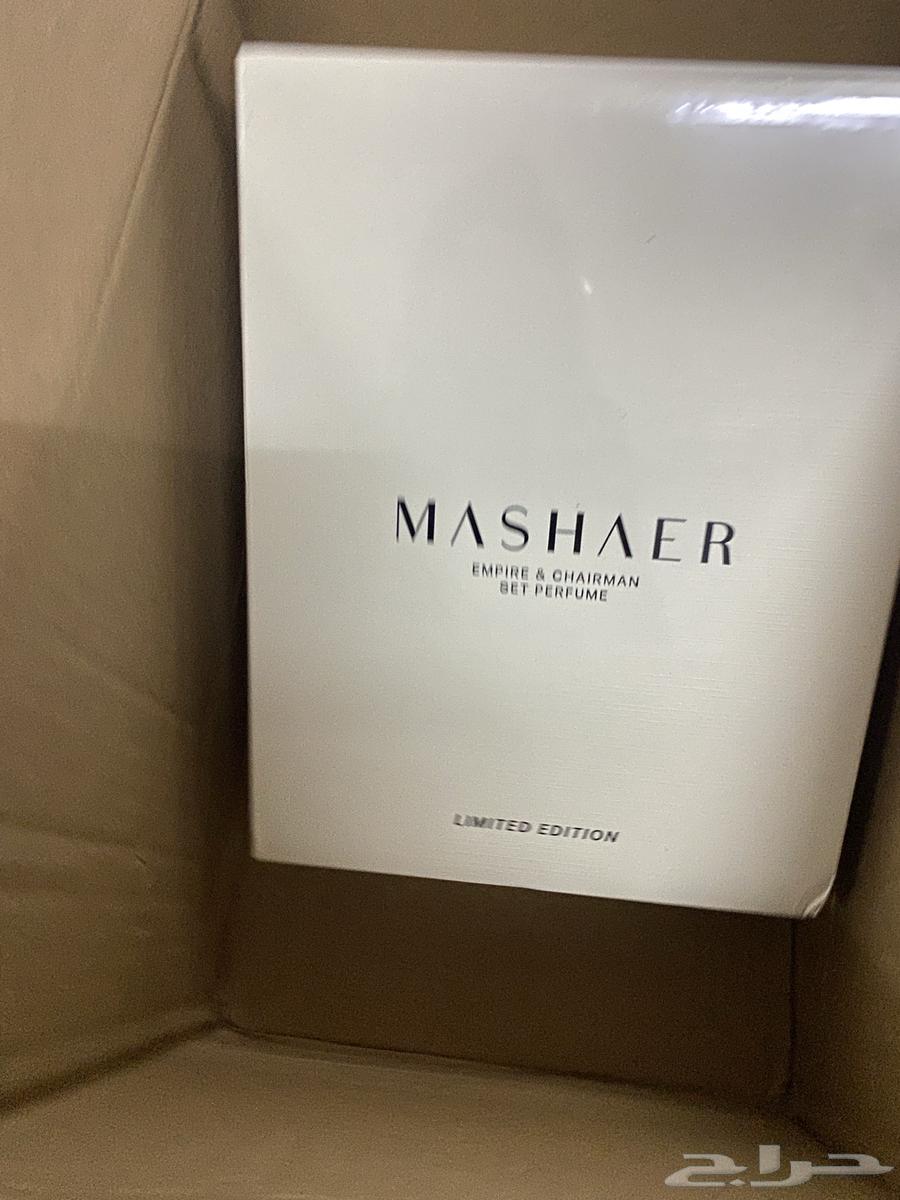 MASHAER
EMPIRE & CHAIRMAN
SET PERFUME
LIMITED EDITION
حراج